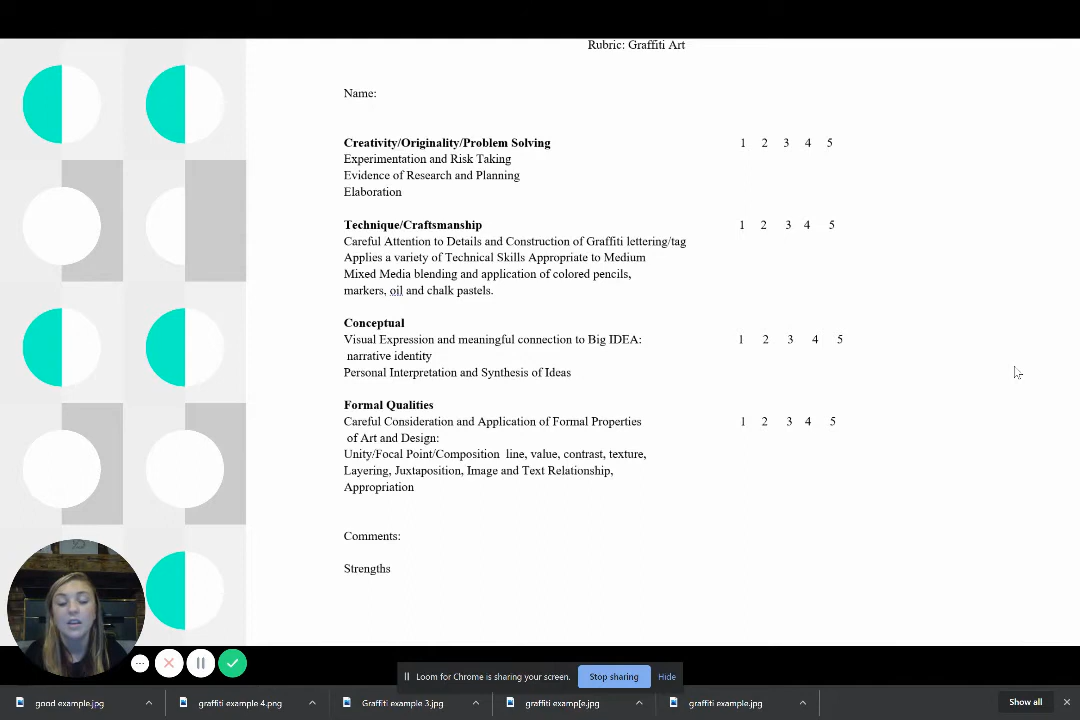 Rubric: Graffiti Art
Name:
Creativity/Originality/Problem Solving 1 2 3 4 5
Experimentation and Risk Taking
Evidence of Research and Planning
Elaboration
Technique/Craftsmanship 1 2 3 4 5
Careful Attention to Details and Construction of Graffiti lettering/tag
Applies a variety of Technical Skills Appropriate to Medium
Mixed Media blending and application of colored pencils,
markers, oil and chalk pastels.
Conceptual
Visual Expression and meaningful connection to Big IDEA: 1 2 3 4 5
narrative identity
Personal Interpretation and Synthesis of Ideas
Formal Qualities
Careful Consideration and Application of Formal Properties 1 2 3 4 5
of Art and Design:
Unity/Focal Point/Composition line, value, contrast, texture,
Layering, Juxtaposition, Image and Text Relationship,
Appropriation
Comments:
Strengths
Loom for Chrome is sharing your screen. Stop sharing Hide
good example.jpg graffiti example 4.png Graffiti example 3.jpg graffiti examp[e.jpg graffiti example.jpg Show all